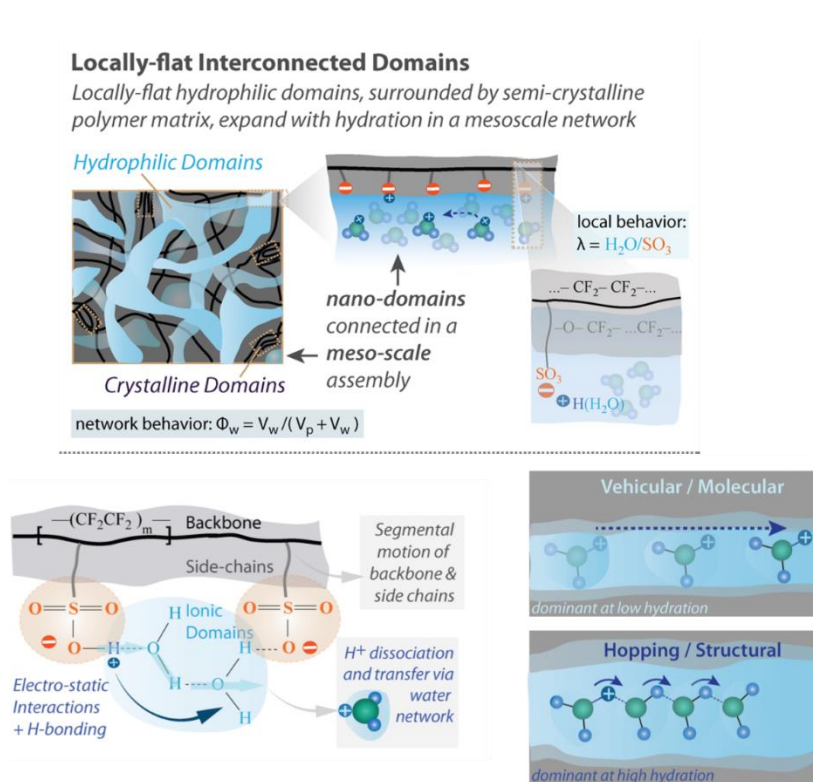 Locally-flat Interconnected Domains
Locally-flat hydrophilic domains, surrounded by semi-crystalline
polymer matrix, expand with hydration in a mesoscale network
Hydrophilic Domains
local behavior:
λ = H₂O/SO₃
...– CF₂– CF₂–...
–O– CF₂– ...CF₂–...
SO₃
−
+ H(H₂O)
nano-domains
connected in a
meso-scale
assembly
Crystalline Domains
network behavior: Φw = Vw/(Vp + Vw)
—(CF₂CF₂)m—
Backbone
Side-chains
Segmental
motion of
backbone &
side chains
O=S=O
O
−
H
+
Ionic
Domains
H
O
H
H
O
H
O=S=O
O
−
Electro-static
Interactions
+ H-bonding
H⁺ dissociation
and transfer via
water
network
+
Vehicular / Molecular
dominant at low hydration
Hopping / Structural
dominant at high hydration